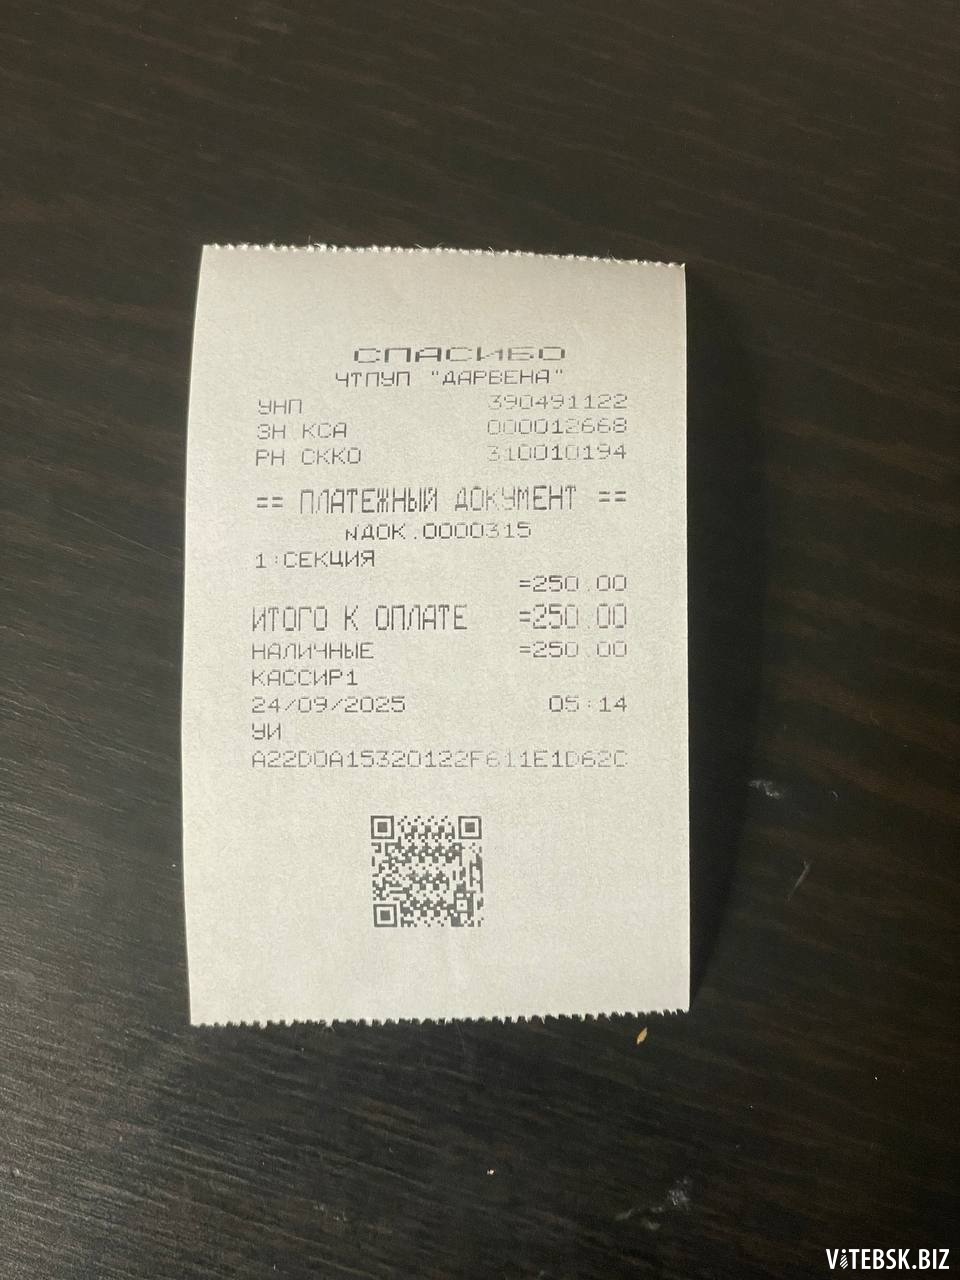 СПАСИБО
ЧТПУП "ДАРВЕНА"
УНП 390491122
ЗН КСА 000012668
РН СККО 310010194
== ПЛАТЕЖНЫЙ ДОКУМЕНТ ==
NДОК.0000315
1:СЕКЦИЯ
=250.00
ИТОГО К ОПЛАТЕ =250.00
НАЛИЧНЫЕ =250.00
КАССИР1
24/09/2025 05:14
УИ
A22D0A15320122F611E1D62C
ViTEBSK.BIZ